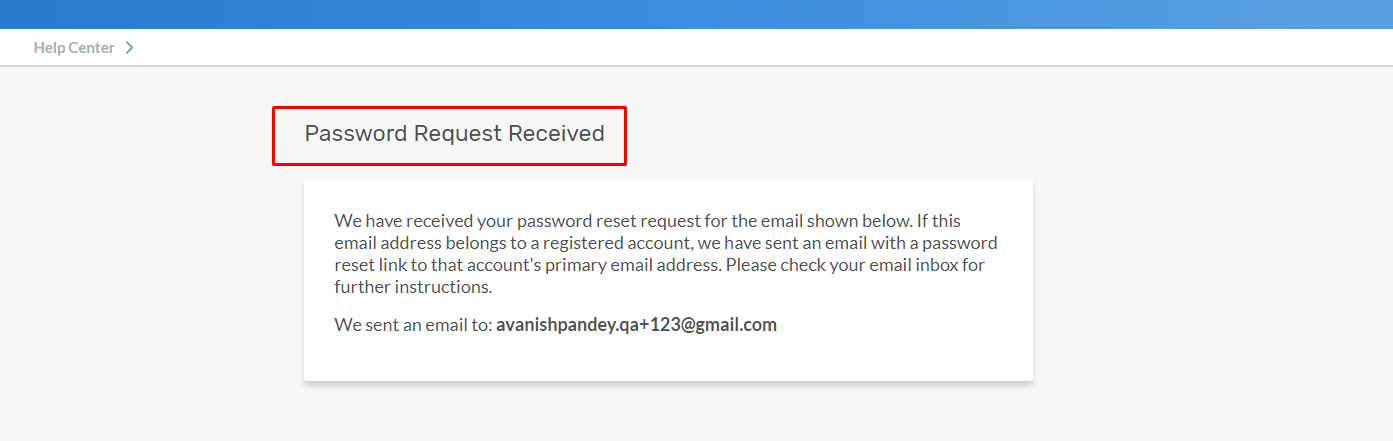 Help Center
Password Request Received
We have received your password reset request for the email shown below. If this
email address belongs to a registered account, we have sent an email with a password
reset link to that account's primary email address. Please check your email inbox for
further instructions.
We sent an email to: avanishpandey.qa+123@gmail.com